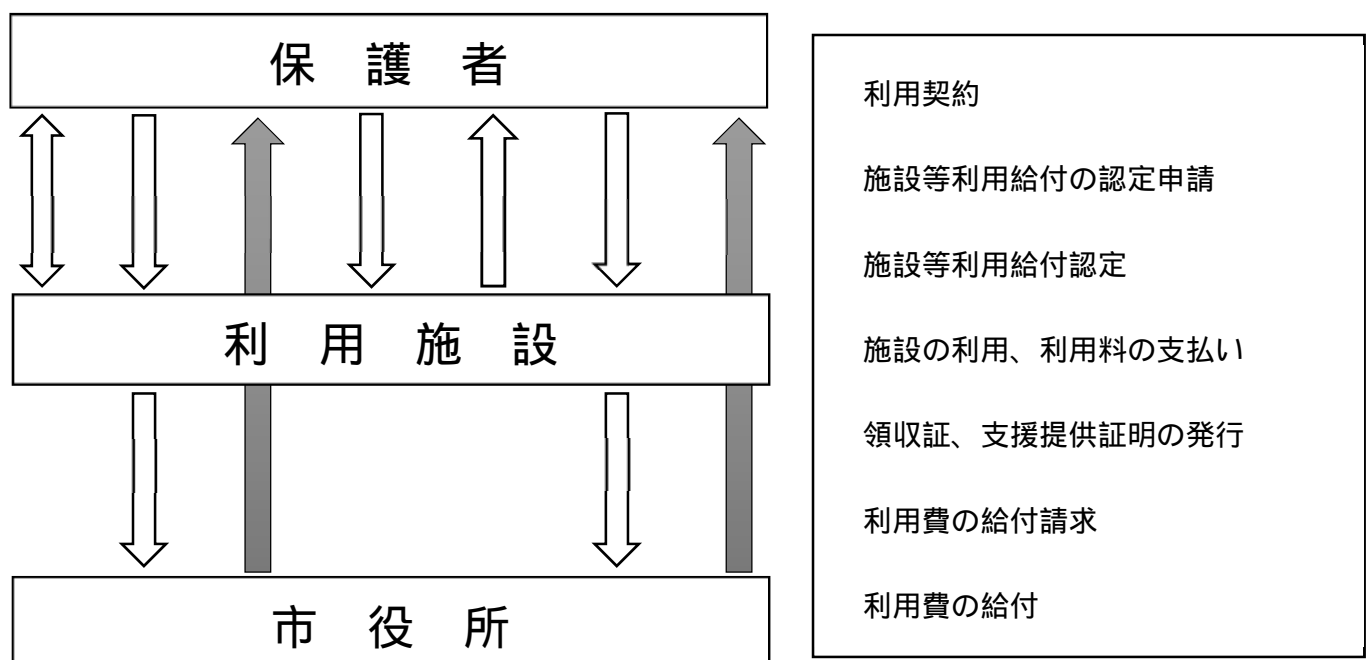 保　護　者
利　用　施　設
市　役　所
利用契約
施設等利用給付の認定申請
施設等利用給付認定
施設の利用、利用料の支払い
領収証、支援提供証明の発行
利用費の給付請求
利用費の給付